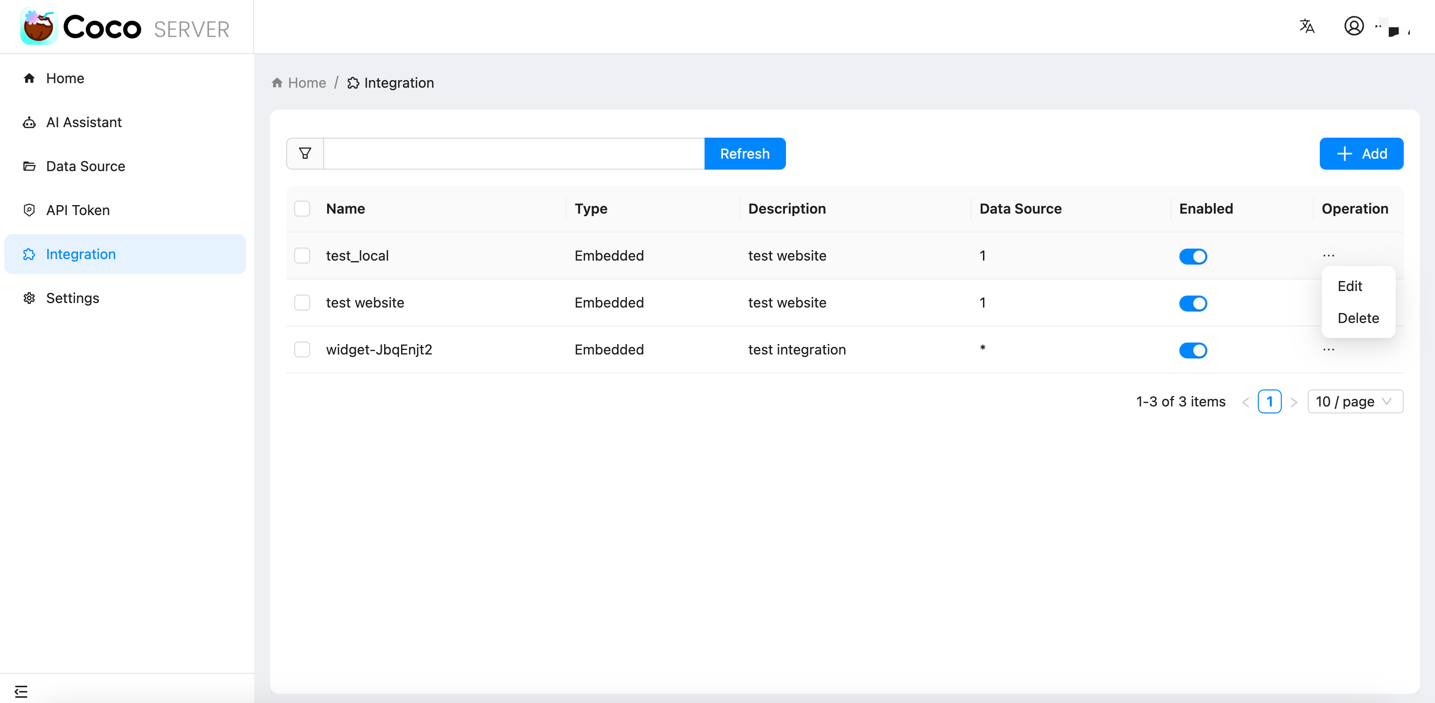 Coco SERVER
Home
AI Assistant
Data Source
API Token
Integration
Settings
Home / Integration
Refresh
Add
Name Type Description Data Source Enabled Operation
test_local Embedded test website 1 ...
test website Embedded test website 1
widget-JbqEnjt2 Embedded test integration * ...
Edit
Delete
1-3 of 3 items < 1 > 10 / page